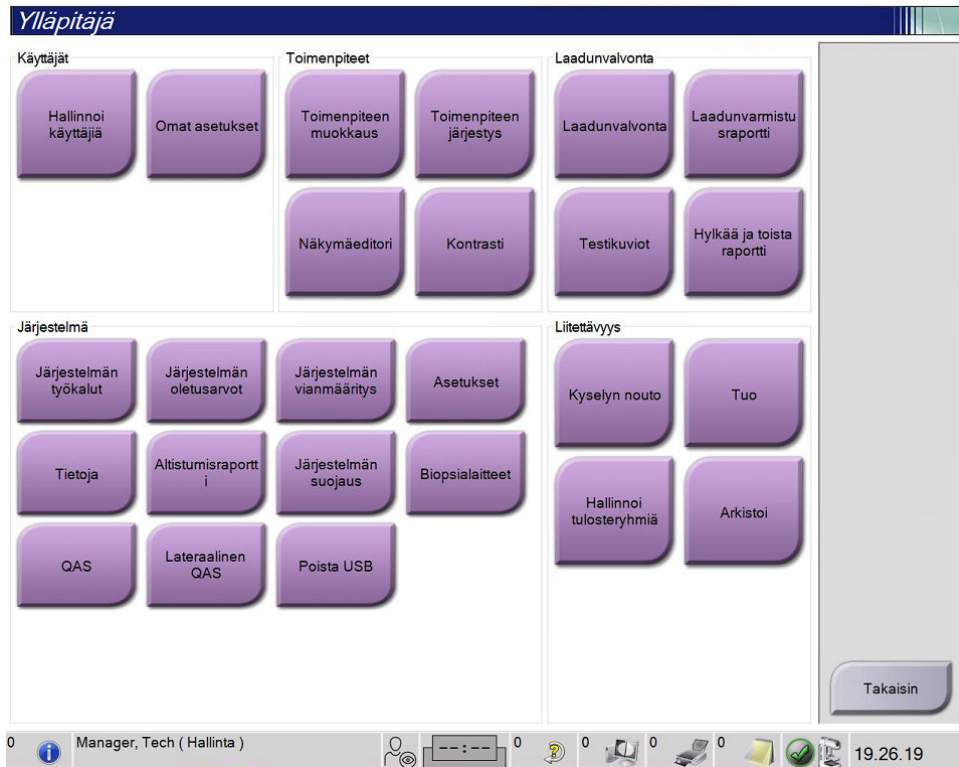 Ylläpitäjä
Käyttäjät
Hallinnoi
käyttäjiä
Omat asetukset
Toimenpiteet
Toimenpiteen
muokkaus
Toimenpiteen
järjestys
Näkymäeditori
Kontrasti
Laadunvalvonta
Laadunvalvonta
Laadunvarmistu
sraportti
Testikuviot
Hylkää ja toista
raportti
Järjestelmä
Järjestelmän
työkalut
Järjestelmän
oletusarvot
Järjestelmän
vianmääritys
Asetukset
Tietoja
Altistumisraportt
i
Järjestelmän
suojaus
Biopsialaitteet
QAS
Lateraalinen
QAS
Poista USB
Liitettävyys
Kyselyn nouto
Tuo
Hallinnoi
tulosteryhmiä
Arkistoi
Takaisin
0
Manager, Tech ( Hallinta )
--:--
0
0
0
0
19.26.19